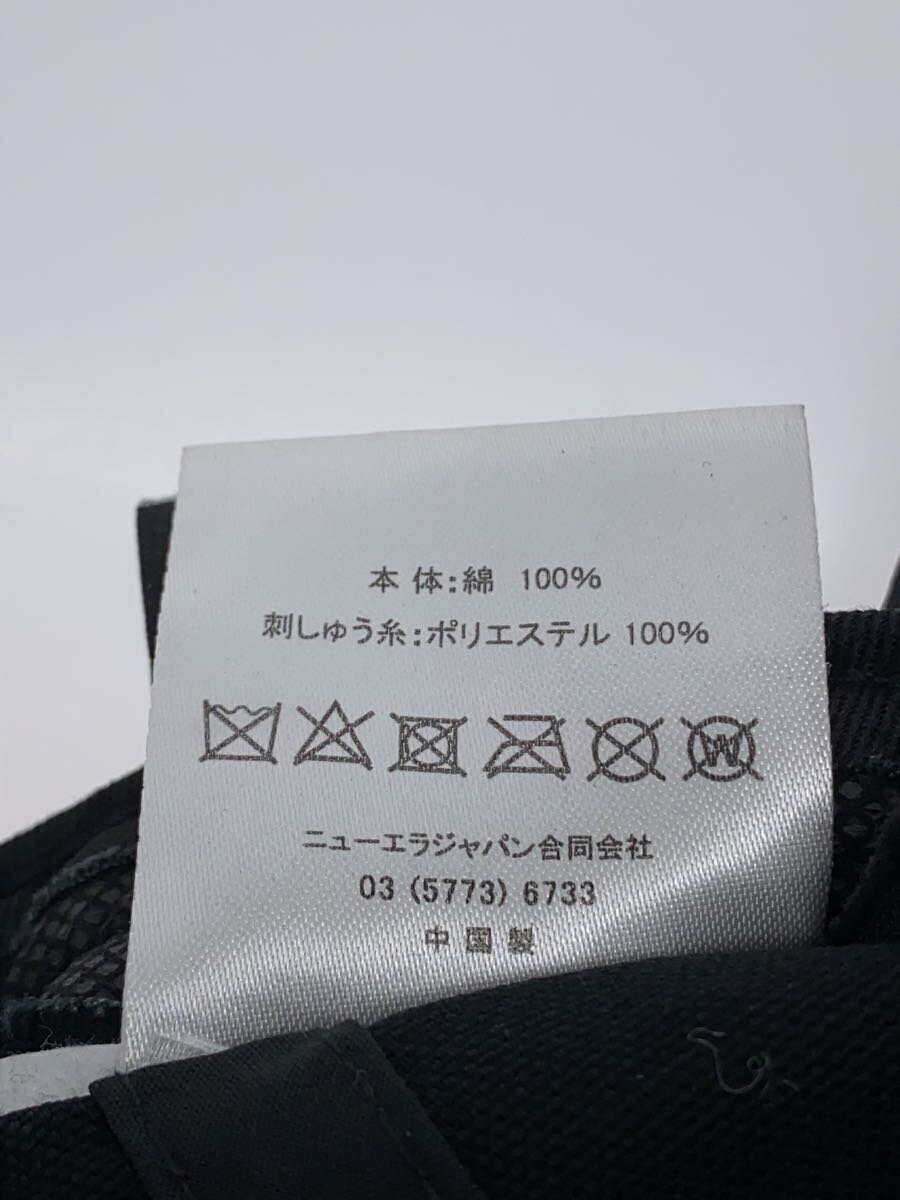 本体:綿 100%
刺しゅう糸:ポリエステル 100%
W
ニューエラジャパン合同会社
03 (5773) 6733
中国製